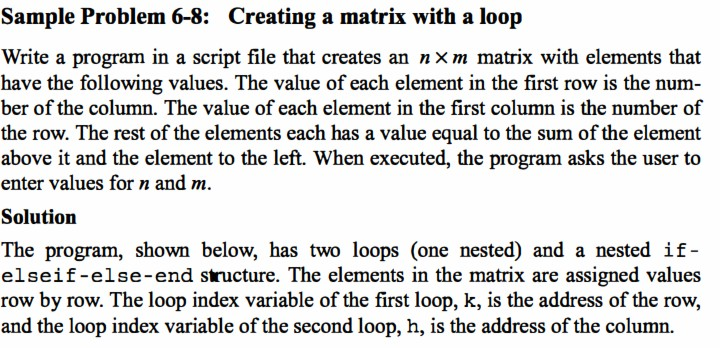 Sample Problem 6-8: Creating a matrix with a loop
Write a program in a script file that creates an n × m matrix with elements that
have the following values. The value of each element in the first row is the num-
ber of the column. The value of each element in the first column is the number of
the row. The rest of the elements each has a value equal to the sum of the element
above it and the element to the left. When executed, the program asks the user to
enter values for n and m.
Solution
The program, shown below, has two loops (one nested) and a nested if-
elseif-else-end structure. The elements in the matrix are assigned values
row by row. The loop index variable of the first loop, k, is the address of the row,
and the loop index variable of the second loop, h, is the address of the column.